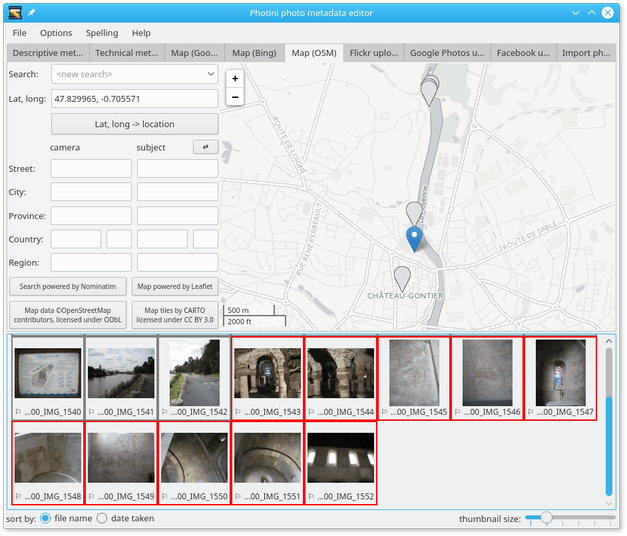 Photini photo metadata editor
File Options Spelling Help
Descriptive met... Technical met... Map (Goo... Map (Bing) Map (OSM) Flickr uplo... Google Photos u... Facebook u... Import ph...
Search: <new search>
Lat, long: 47.829965, -0.705571
Lat, long -> location
camera subject
Street:
City:
Province:
Country:
Region:
Search powered by Nominatim
Map powered by Leaflet
Map data ©OpenStreetMap
contributors, licensed under ODbL
Map tiles by CARTO
licensed under CC BY 3.0
+
−
ROUTE DE LOIGNÉ
RUE RENÉ PERREAULT
ROUTE DE SABLÉ
CHÂTEAU-GONTIER
500 m
2000 ft
...00_IMG_1540 ...00_IMG_1541 ...00_IMG_1542 ...00_IMG_1543 ...00_IMG_1544 ...00_IMG_1545 ...00_IMG_1546 ...00_IMG_1547
...00_IMG_1548 ...00_IMG_1549 ...00_IMG_1550 ...00_IMG_1551 ...00_IMG_1552
sort by: file name date taken thumbnail size: